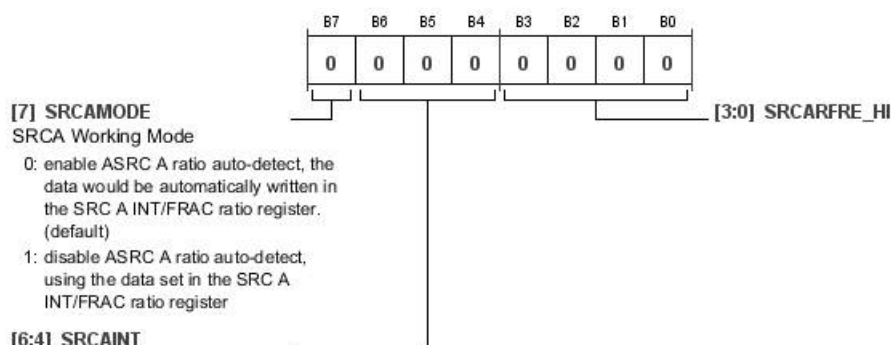 B7 B6 B5 B4 B3 B2 B1 B0
0 0 0 0 0 0 0 0
[7] SRCAMODE
[3:0] SRCARFRE_HI
SRCA Working Mode
0: enable ASRC A ratio auto-detect, the
data would be automatically written in
the SRC A INT/FRAC ratio register.
(default)
1: disable ASRC A ratio auto-detect,
using the data set in the SRC A
INT/FRAC ratio register
[6:4] SRCAINT